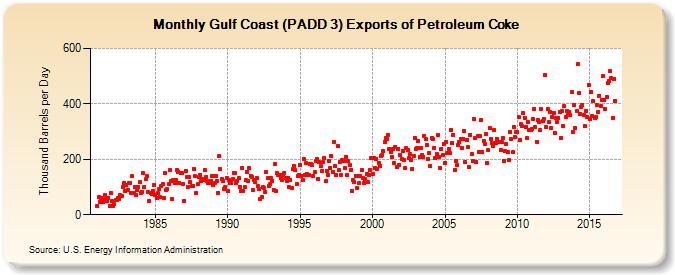 Monthly Gulf Coast (PADD 3) Exports of Petroleum Coke
Thousand Barrels per Day
600
400
200
0
1985 1990 1995 2000 2005 2010 2015
Source: U.S. Energy Information Administration